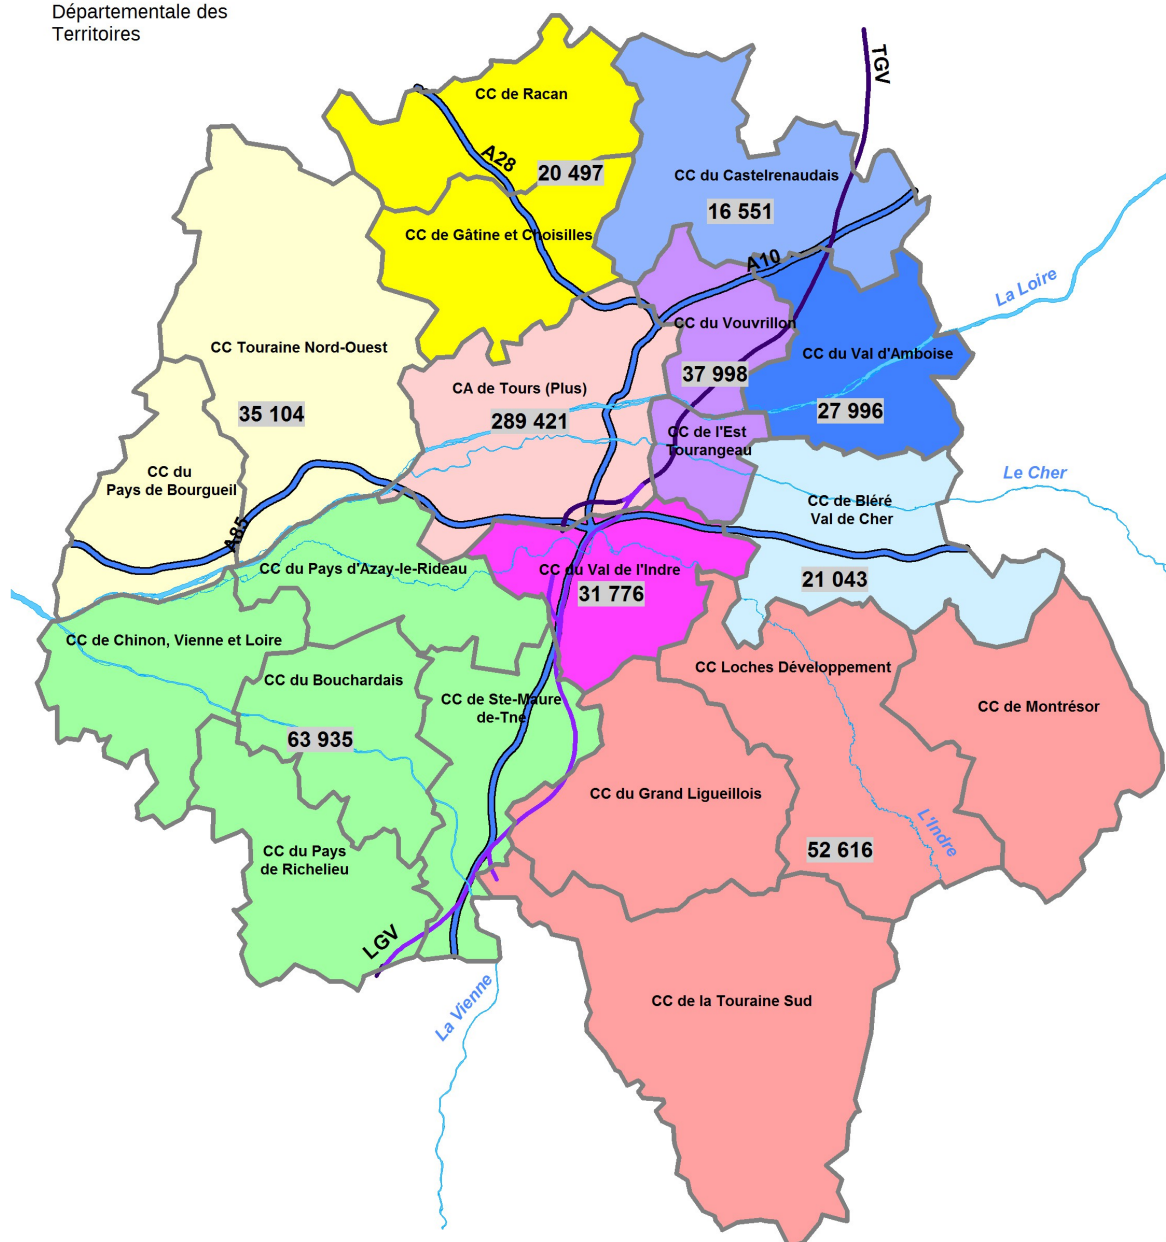 Départementale des
Territoires
TGV
CC de Racan
A28
20 497
CC du Castelrenaudais
16 551
CC de Gâtine et Choisilles
A10
La Loire
CC du Vouvrillon
CC Touraine Nord-Ouest
CC du Val d'Amboise
37 998
CA de Tours (Plus)
35 104
289 421
27 996
CC de l'Est
Tourangeau
CC du
Pays de Bourgueil
Le Cher
CC de Bléré
Val de Cher
A85
CC du Pays d'Azay-le-Rideau
CC du Val de l'Indre
31 776
21 043
CC de Chinon, Vienne et Loire
CC Loches Développement
CC du Bouchardais
CC de Ste-Maure
de-Tne
CC de Montrésor
63 935
CC du Grand Ligueillois
L'Indre
52 616
CC du Pays
de Richelieu
LGV
La Vienne
CC de la Touraine Sud